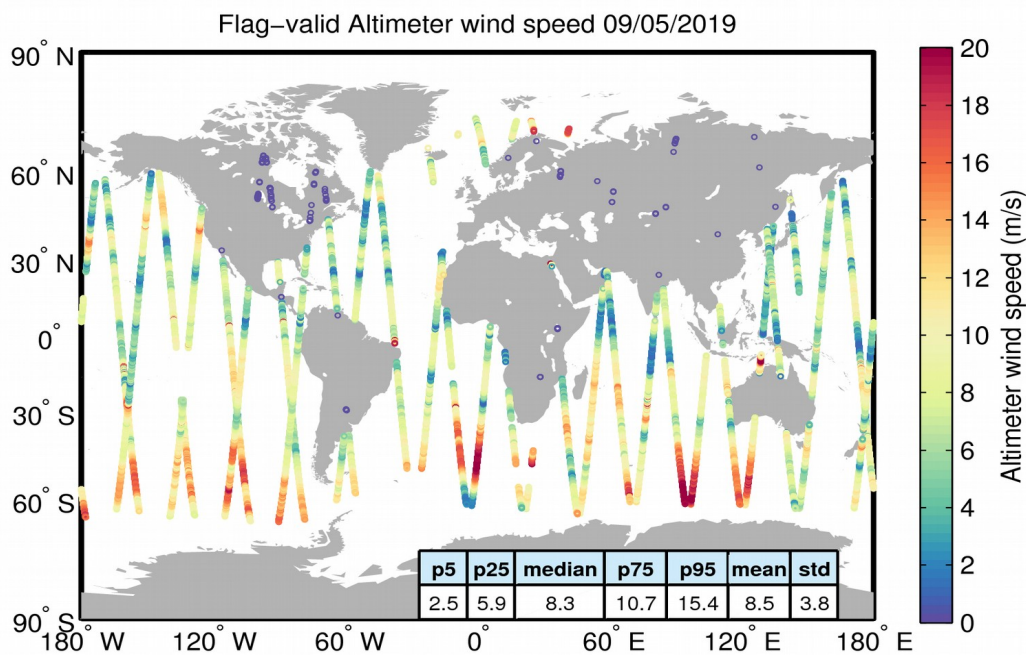 Flag−valid Altimeter wind speed 09/05/2019
90° N
60° N
30° N
0°
30° S
60° S
90° S
180° W
120° W
60° W
0°
60° E
120° E
180° E
p5 p25 median p75 p95 mean std
2.5 5.9 8.3 10.7 15.4 8.5 3.8
20
18
16
14
12
10
8
6
4
2
0
Altimeter wind speed (m/s)